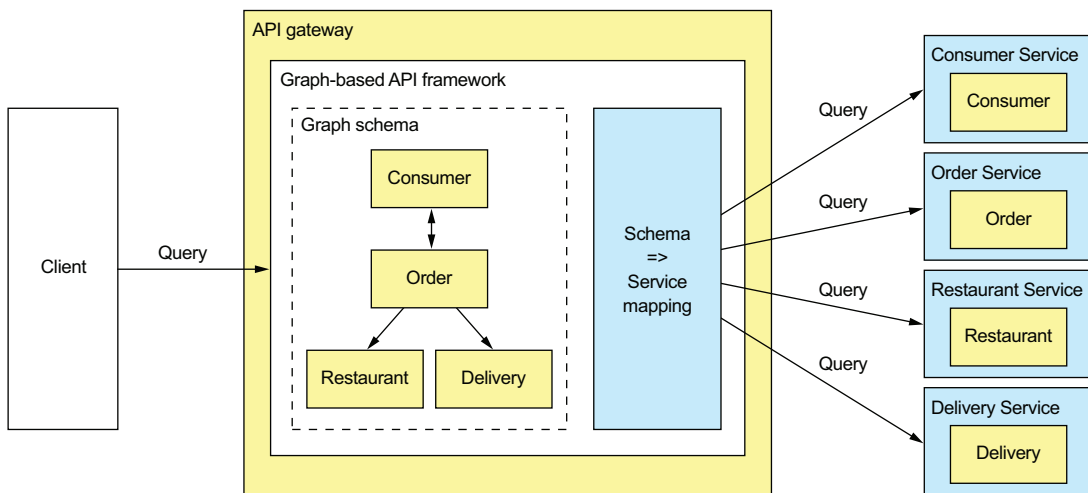 API gateway
Graph-based API framework
Graph schema
Consumer
Order
Restaurant
Delivery
Client
Query
Schema
=>
Service
mapping
Query
Query
Query
Query
Consumer Service
Consumer
Order Service
Order
Restaurant Service
Restaurant
Delivery Service
Delivery